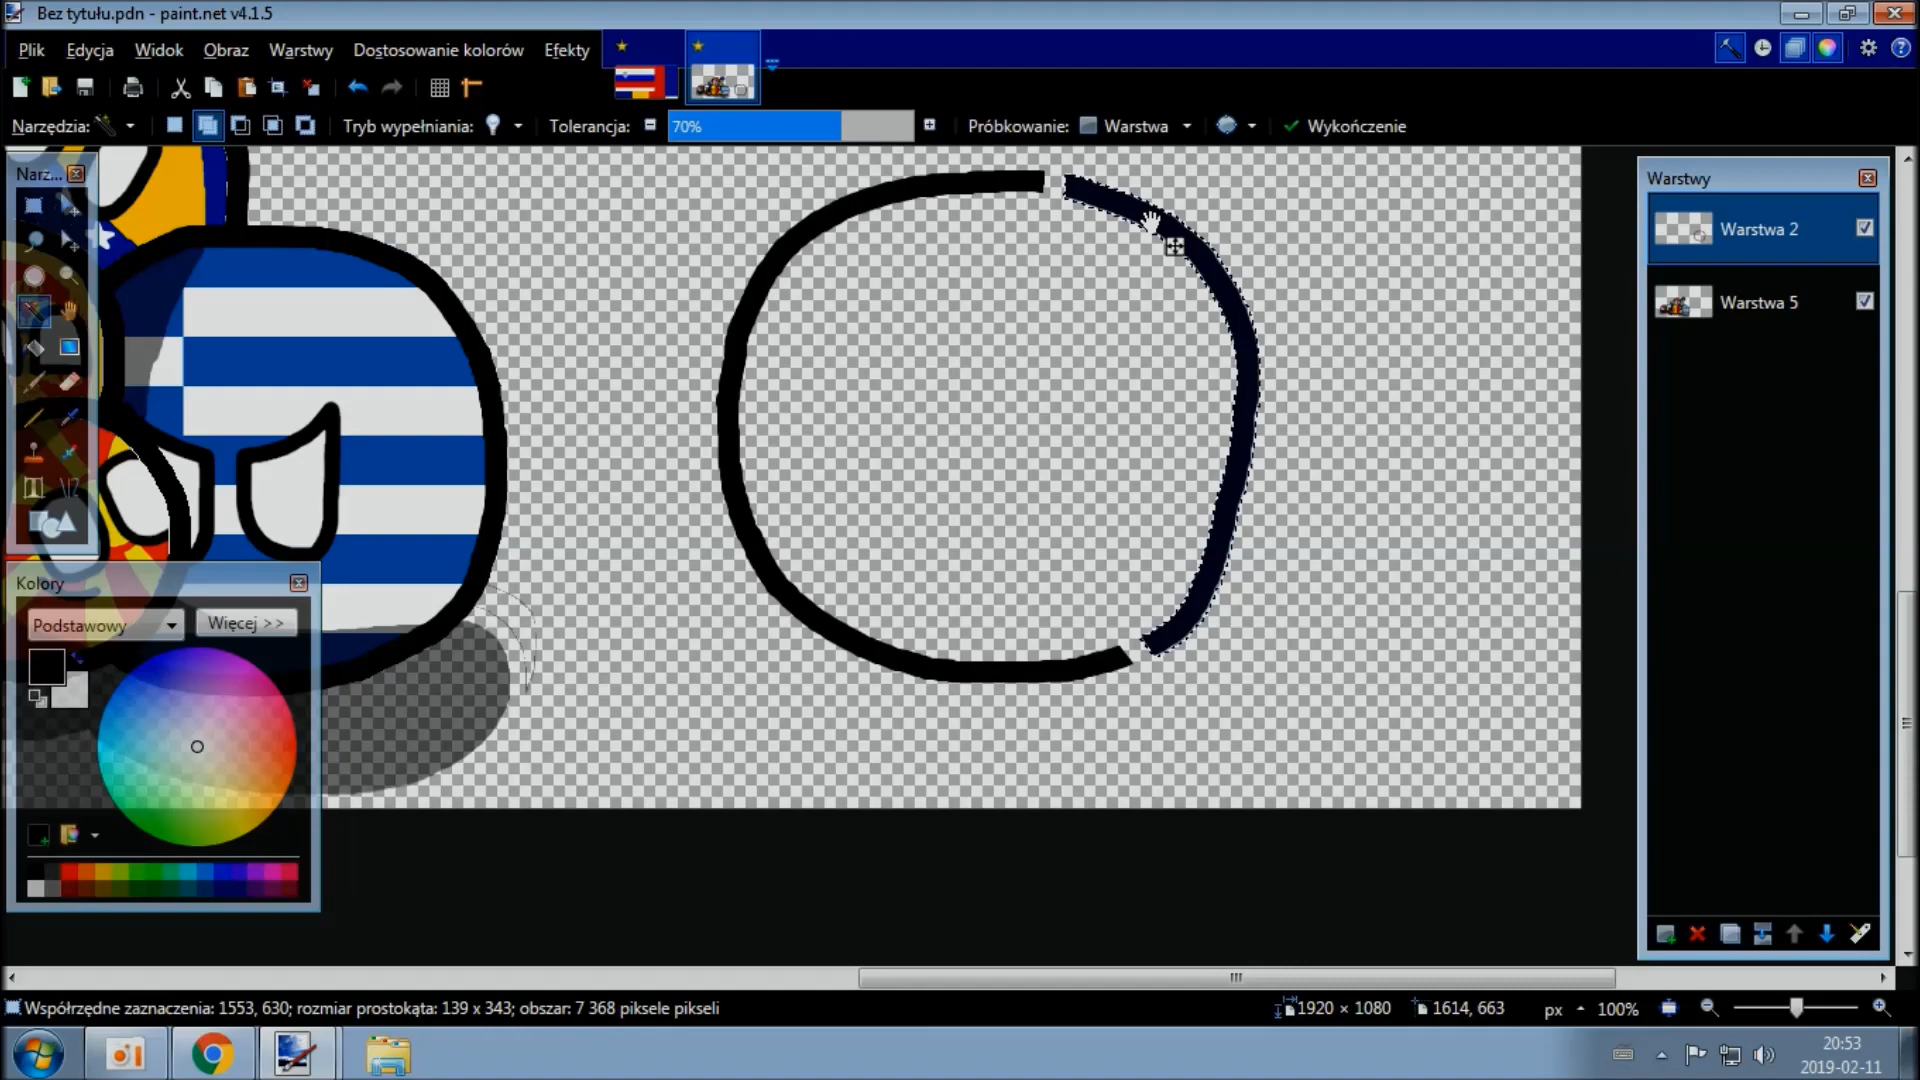 Bez tytułu.pdn - paint.net v4.1.5
Plik Edycja Widok Obraz Warstwy Dostosowanie kolorów Efekty
Narzędzia: Tryb wypełniania: Tolerancja: 70% Próbkowanie: Warstwa Wykończenie
Narz...
Warstwy
Warstwa 2
Warstwa 5
Kolory
Podstawowy Więcej >>
Współrzędne zaznaczenia: 1553, 630; rozmiar prostokąta: 139 x 343; obszar: 7 368 piksele pikseli 1920 × 1080 1614, 663 px 100%
20:53
2019-02-11